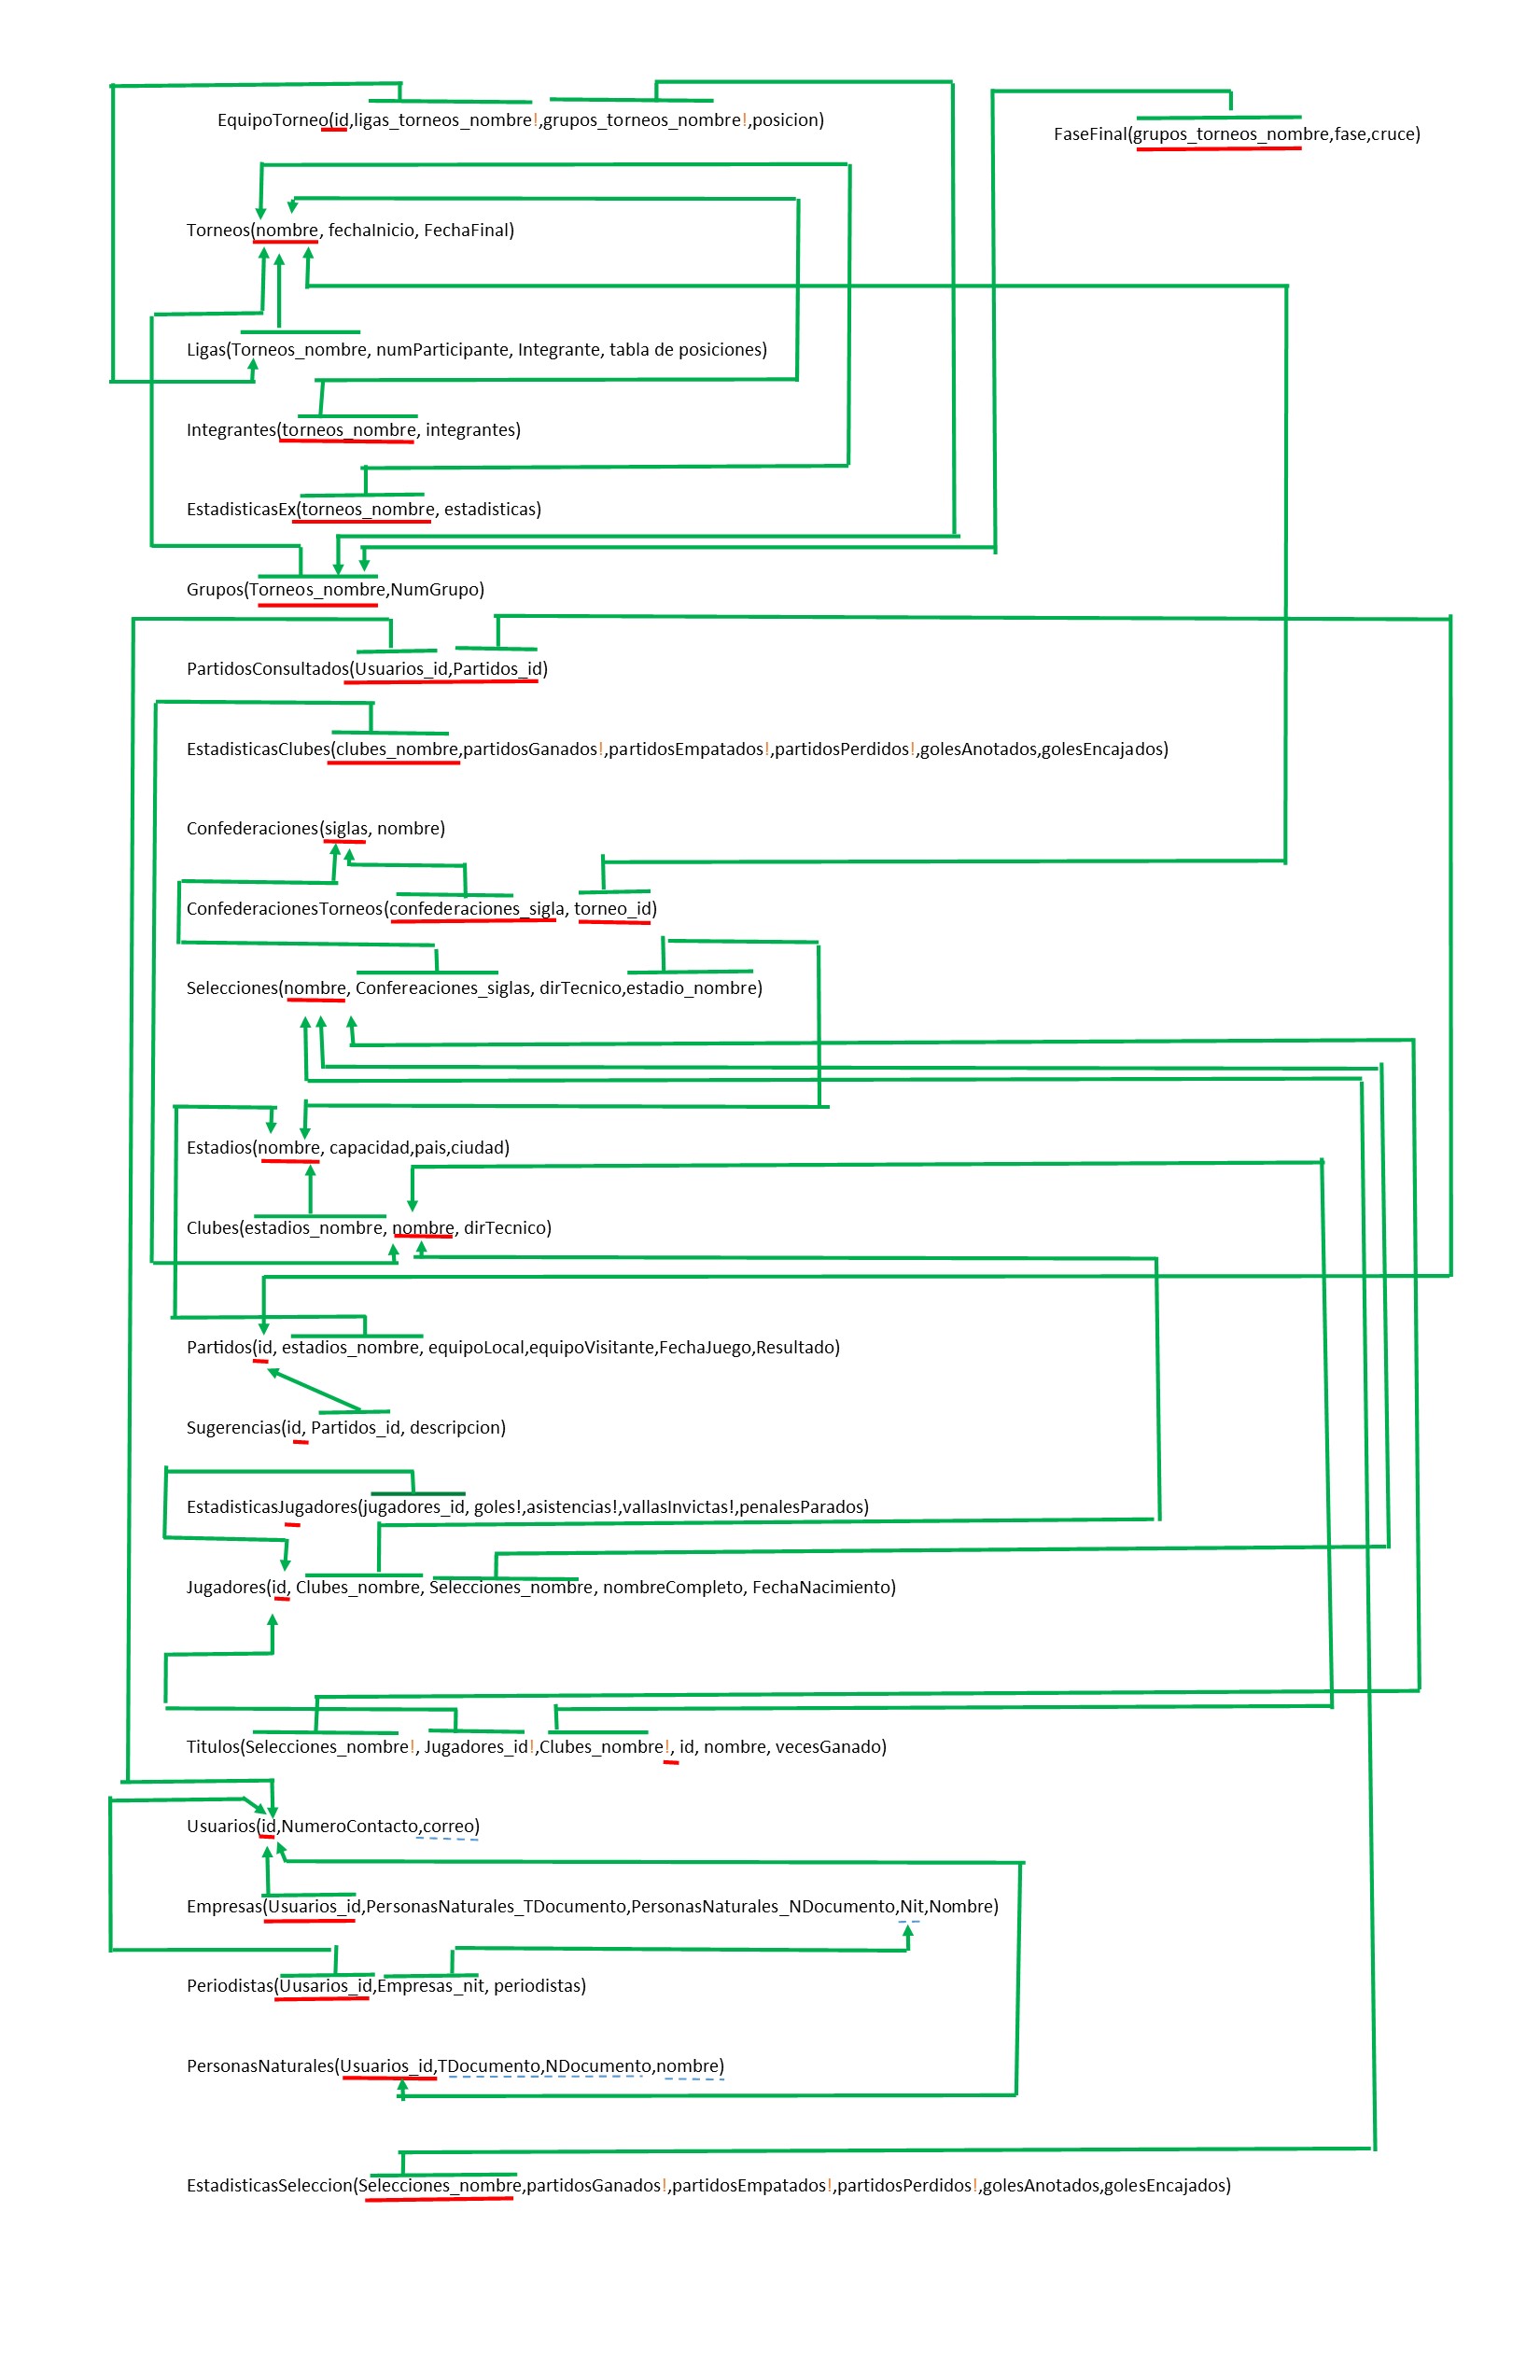 EquipoTorneo(id,ligas_torneos_nombre!,grupos_torneos_nombre!,posicion)
FaseFinal(grupos_torneos_nombre,fase,cruce)
Torneos(nombre, fechaInicio, FechaFinal)
Ligas(Torneos_nombre, numParticipante, Integrante, tabla de posiciones)
Integrantes(torneos_nombre, integrantes)
EstadisticasEx(torneos_nombre, estadisticas)
Grupos(Torneos_nombre,NumGrupo)
PartidosConsultados(Usuarios_id,Partidos_id)
EstadisticasClubes(clubes_nombre,partidosGanados!,partidosEmpatados!,partidosPerdidos!,golesAnotados,golesEncajados)
Confederaciones(siglas, nombre)
ConfederacionesTorneos(confederaciones_sigla, torneo_id)
Selecciones(nombre, Confereaciones_siglas, dirTecnico,estadio_nombre)
Estadios(nombre, capacidad,pais,ciudad)
Clubes(estadios_nombre, nombre, dirTecnico)
Partidos(id, estadios_nombre, equipoLocal,equipoVisitante,FechaJuego,Resultado)
Sugerencias(id, Partidos_id, descripcion)
EstadisticasJugadores(jugadores_id, goles!,asistencias!,vallasInvictas!,penalesParados)
Jugadores(id, Clubes_nombre, Selecciones_nombre, nombreCompleto, FechaNacimiento)
Titulos(Selecciones_nombre!, Jugadores_id!,Clubes_nombre!, id, nombre, vecesGanado)
Usuarios(id,NumeroContacto,correo)
Empresas(Usuarios_id,PersonasNaturales_TDocumento,PersonasNaturales_NDocumento,Nit,Nombre)
Periodistas(Uusarios_id,Empresas_nit, periodistas)
PersonasNaturales(Usuarios_id,TDocumento,NDocumento,nombre)
EstadisticasSeleccion(Selecciones_nombre,partidosGanados!,partidosEmpatados!,partidosPerdidos!,golesAnotados,golesEncajados)